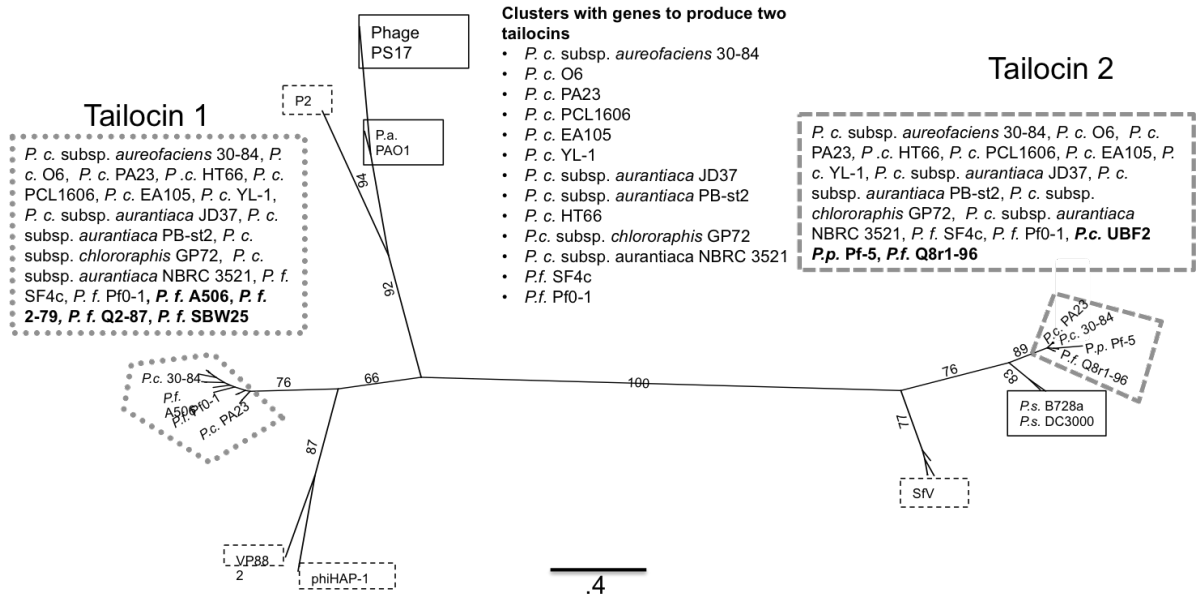 Phage
PS17
P2
P.a.
PAO1
94
92
Clusters with genes to produce two
tailocins
• P. c. subsp. aureofaciens 30-84
• P. c. O6
• P. c. PA23
• P. c. PCL1606
• P. c. EA105
• P. c. YL-1
• P. c. subsp. aurantiaca JD37
• P. c. subsp. aurantiaca PB-st2
• P. c. HT66
• P.c. subsp. chlororaphis GP72
• P. c. subsp. aurantiaca NBRC 3521
• P.f. SF4c
• P.f. Pf0-1
Tailocin 1
P. c. subsp. aureofaciens 30-84, P.
c. O6, P. c. PA23, P .c. HT66, P. c.
PCL1606, P. c. EA105, P. c. YL-1,
P. c. subsp. aurantiaca JD37, P. c.
subsp. aurantiaca PB-st2, P. c.
subsp. chlororaphis GP72, P. c.
subsp. aurantiaca NBRC 3521, P. f.
SF4c, P. f. Pf0-1, P. f. A506, P. f.
2-79, P. f. Q2-87, P. f. SBW25
Tailocin 2
P. c. subsp. aureofaciens 30-84, P. c. O6, P. c.
PA23, P .c. HT66, P. c. PCL1606, P. c. EA105, P.
c. YL-1, P. c. subsp. aurantiaca JD37, P. c.
subsp. aurantiaca PB-st2, P. c. subsp.
chlororaphis GP72, P. c. subsp. aurantiaca
NBRC 3521, P. f. SF4c, P. f. Pf0-1, P.c. UBF2
P.p. Pf-5, P.f. Q8r1-96
P.c. 30-84
P.f.
A506
P.f. Pf0-1
P.c. PA23
76
66
87
100
76
77
89
83
P.c. PA23
P.c. 30-84
P.p. Pf-5
P.f. Q8r1-96
P.s. B728a
P.s. DC3000
SfV
VP88
2
phiHAP-1
.4